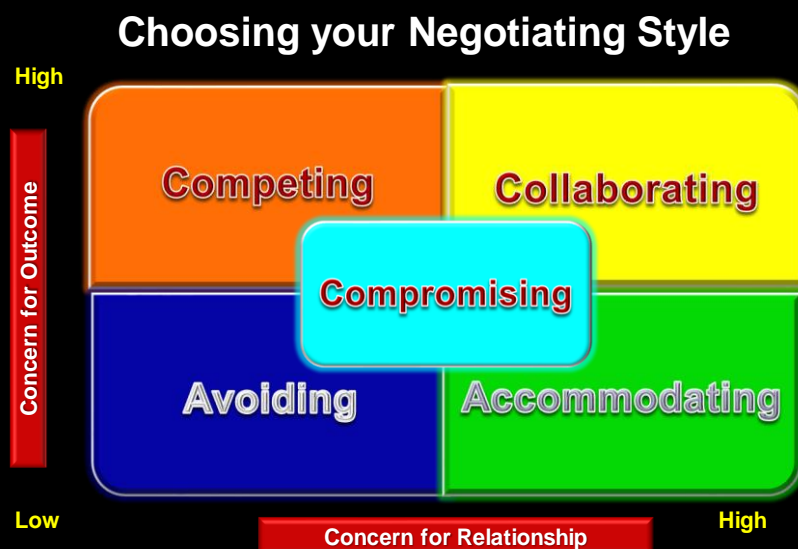 Choosing your Negotiating Style
High
Concern for Outcome
Competing
Collaborating
Compromising
Avoiding
Accommodating
Low
High
Concern for Relationship